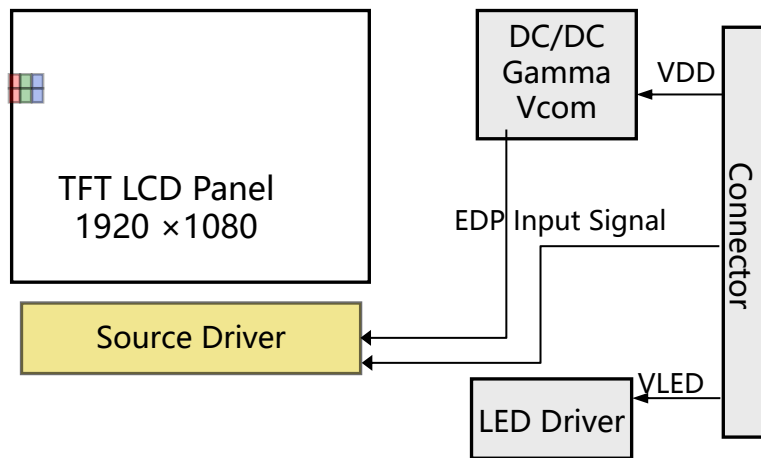 DC/DC
Gamma
Vcom
VDD
TFT LCD Panel
1920 ×1080
EDP Input Signal
Connector
Source Driver
VLED
LED Driver